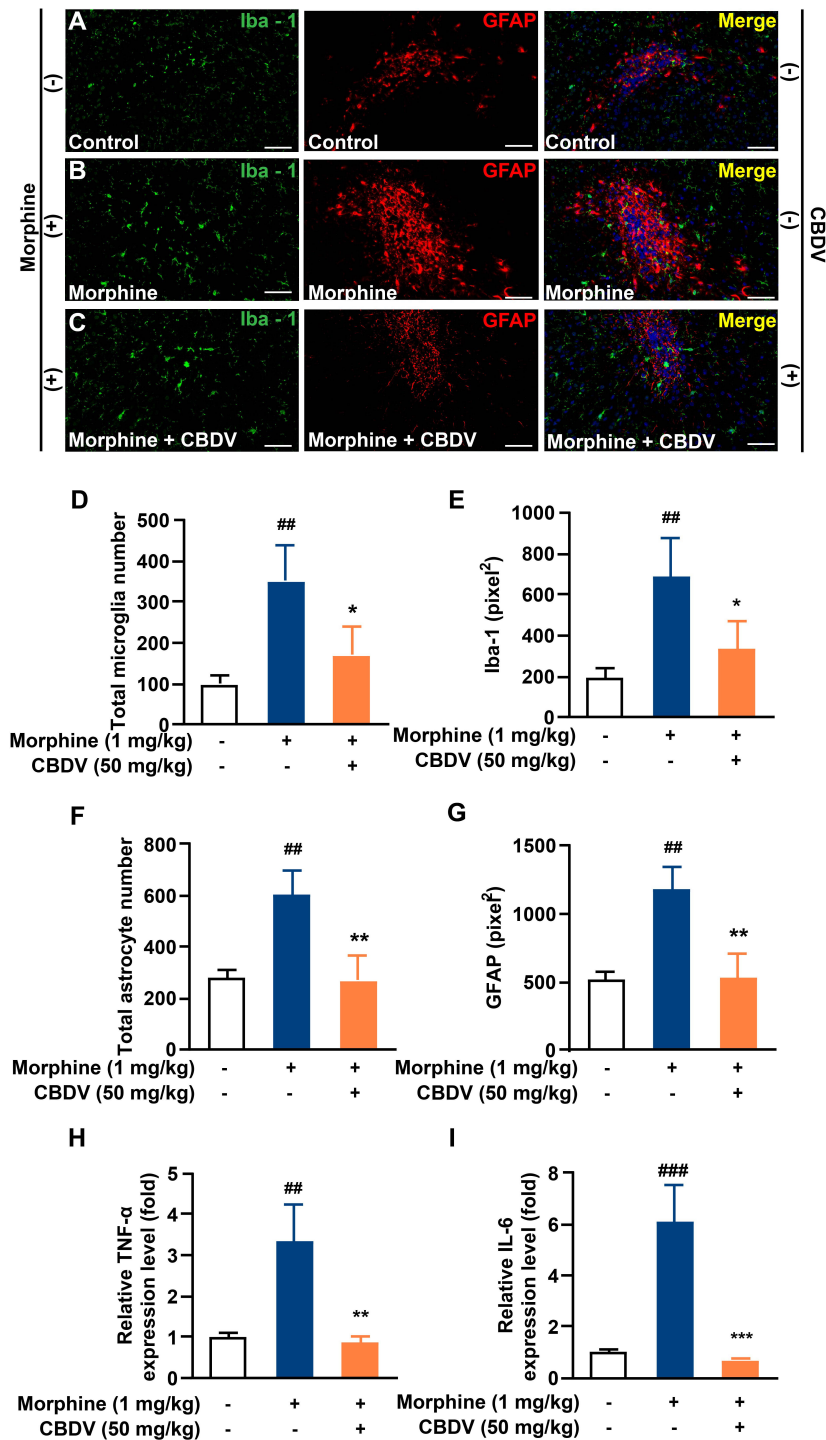 A Iba - 1 GFAP Merge
(-) (-)
Control Control Control
B Iba - 1 GFAP Merge
Morphine (+) (-) CBDV
Morphine Morphine Morphine
C Iba - 1 GFAP Merge
(+) (+)
Morphine + CBDV Morphine + CBDV Morphine + CBDV
D
Total microglia number
500
400
300
200
100
0
##
*
Morphine (1 mg/kg) - + +
CBDV (50 mg/kg) - - +
E
Iba-1 (pixel²)
1000
800
600
400
200
0
##
*
Morphine (1 mg/kg) - + +
CBDV (50 mg/kg) - - +
F
Total astrocyte number
800
600
400
200
0
##
**
Morphine (1 mg/kg) - + +
CBDV (50 mg/kg) - - +
G
GFAP (pixel²)
1500
1000
500
0
##
**
Morphine (1 mg/kg) - + +
CBDV (50 mg/kg) - - +
H
Relative TNF-α
expression level (fold)
5
4
3
2
1
0
##
**
Morphine (1 mg/kg) - + +
CBDV (50 mg/kg) - - +
I
Relative IL-6
expression level (fold)
8
6
4
2
0
###
***
Morphine (1 mg/kg) - + +
CBDV (50 mg/kg) - - +